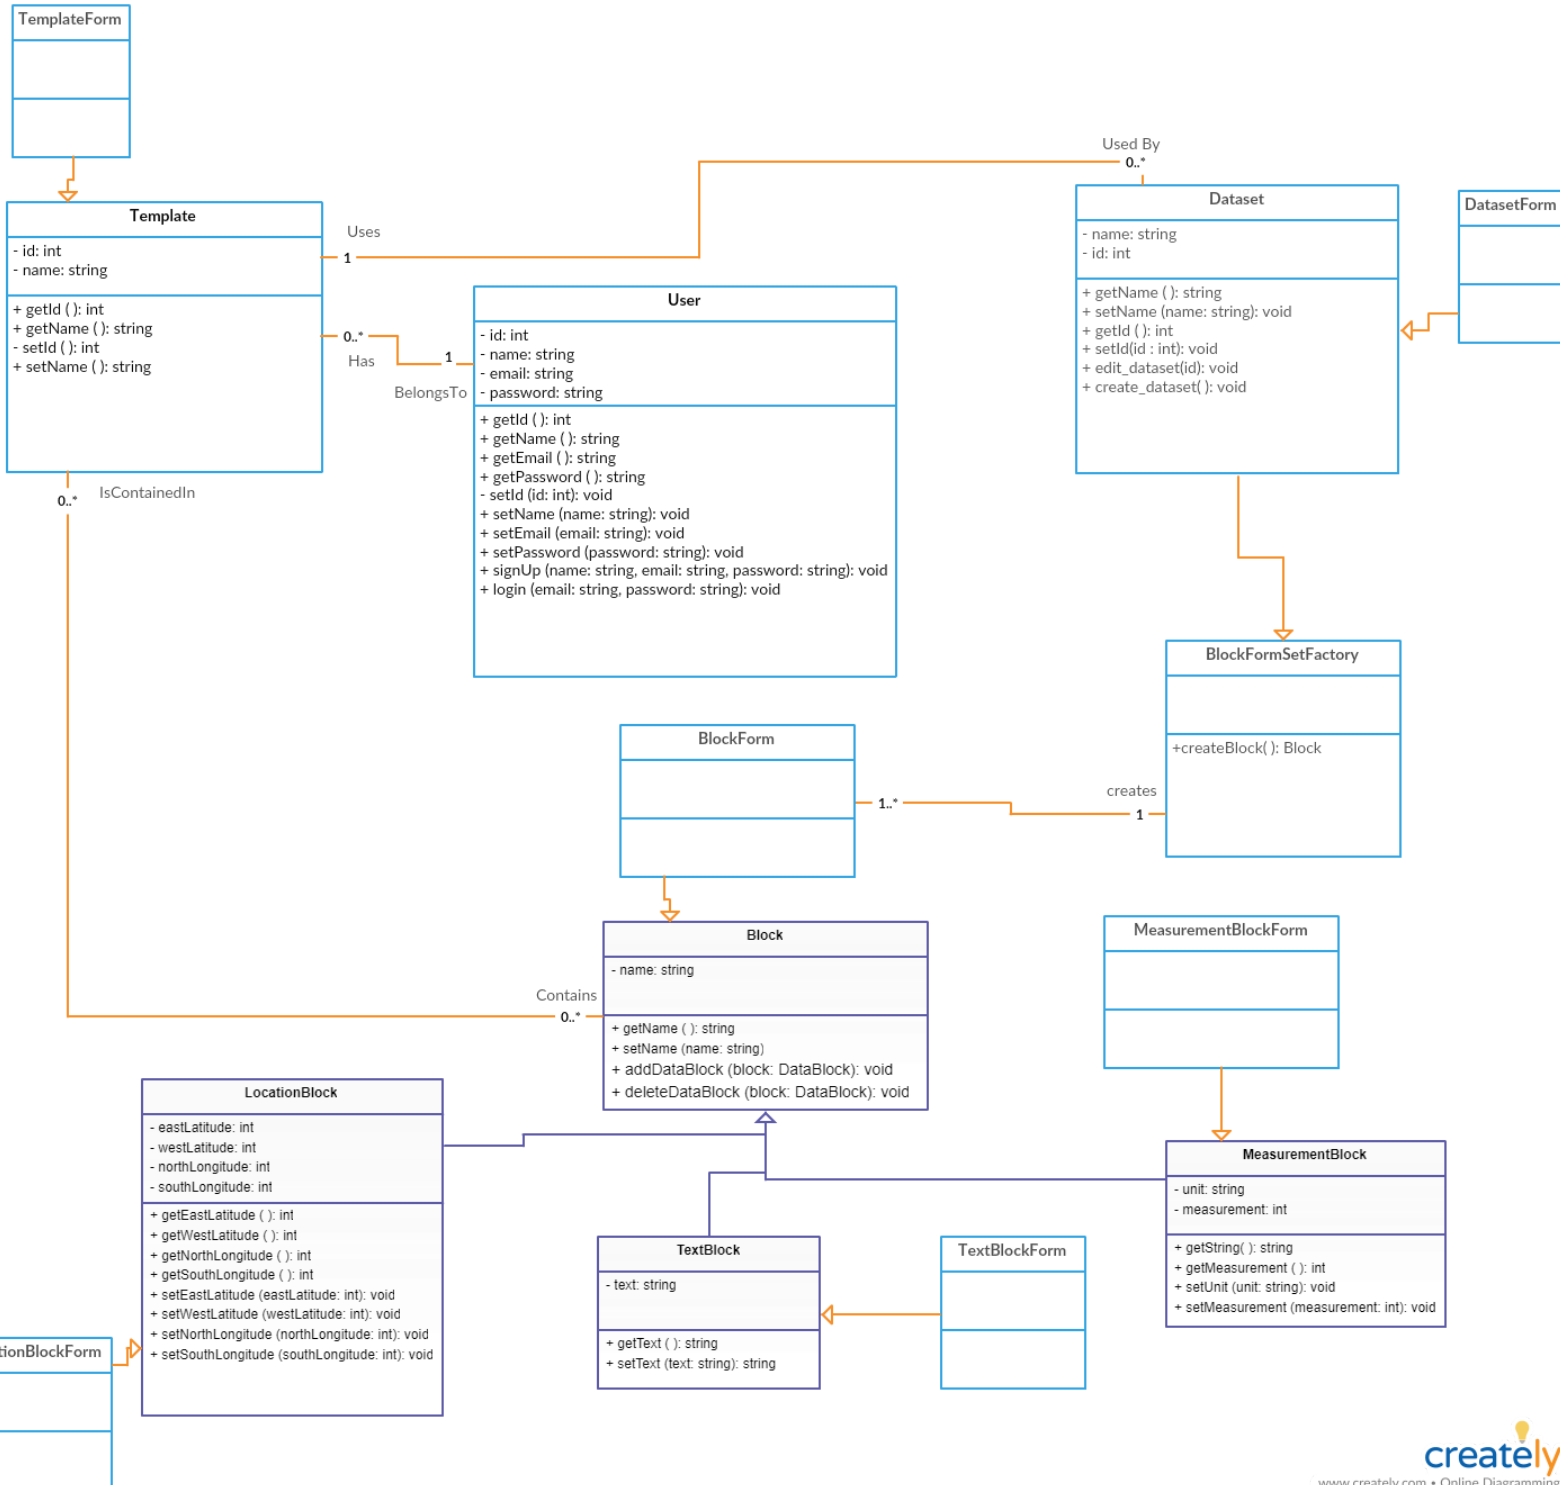 TemplateForm
Used By
0..*
Template
- id: int
- name: string
+ getId ( ): int
+ getName ( ): string
- setId ( ): int
+ setName ( ): string
Uses
1
0..*
Has
1
BelongsTo
User
- id: int
- name: string
- email: string
- password: string
+ getId ( ): int
+ getName ( ): string
+ getEmail ( ): string
+ getPassword ( ): string
- setId (id: int): void
+ setName (name: string): void
+ setEmail (email: string): void
+ setPassword (password: string): void
+ signUp (name: string, email: string, password: string): void
+ login (email: string, password: string): void
Dataset
- name: string
- id: int
+ getName ( ): string
+ setName (name: string): void
+ getId ( ): int
+ setId(id : int): void
+ edit_dataset(id): void
+ create_dataset( ): void
DatasetForm
0..*
IsContainedIn
BlockFormSetFactory
+createBlock( ): Block
BlockForm
1..*
creates
1
Block
- name: string
+ getName ( ): string
+ setName (name: string)
+ addDataBlock (block: DataBlock): void
+ deleteDataBlock (block: DataBlock): void
Contains
0..*
MeasurementBlockForm
LocationBlock
- eastLatitude: int
- westLatitude: int
- northLongitude: int
- southLongitude: int
+ getEastLatitude ( ): int
+ getWestLatitude ( ): int
+ getNorthLongitude ( ): int
+ getSouthLongitude ( ): int
+ setEastLatitude (eastLatitude: int): void
+ setWestLatitude (westLatitude: int): void
+ setNorthLongitude (northLongitude: int): void
+ setSouthLongitude (southLongitude: int): void
MeasurementBlock
- unit: string
- measurement: int
+ getString( ): string
+ getMeasurement ( ): int
+ setUnit (unit: string): void
+ setMeasurement (measurement: int): void
TextBlock
- text: string
+ getText ( ): string
+ setText (text: string): string
TextBlockForm
tionBlockForm
creately
www.creately.com • Online Diagramming